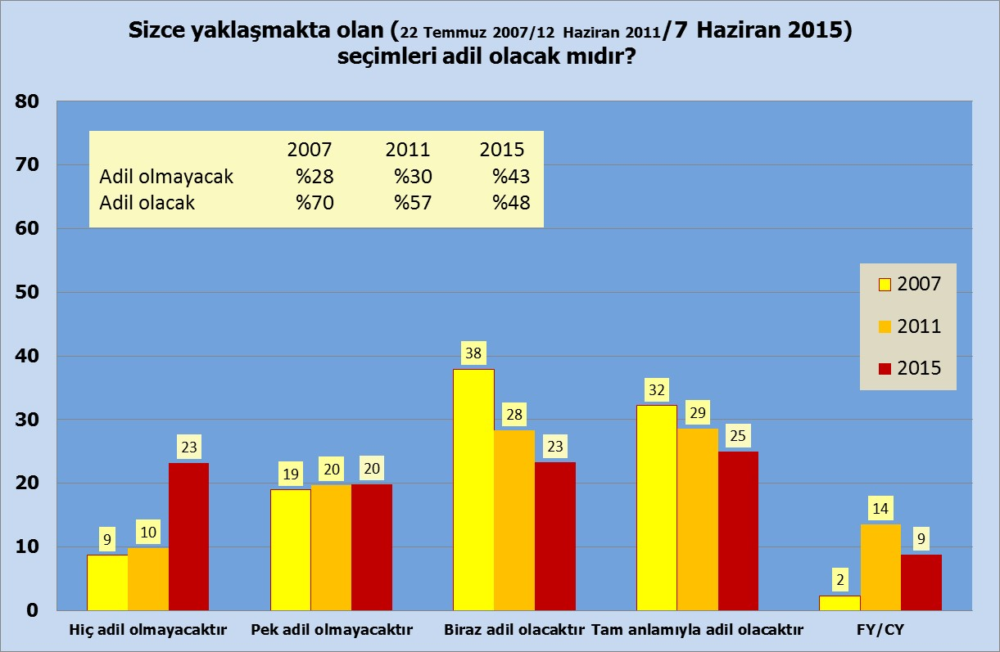 Sizce yaklaşmakta olan (22 Temmuz 2007/12 Haziran 2011/7 Haziran 2015)
seçimleri adil olacak mıdır?
80
70
60
50
40
30
20
10
0
2007 2011 2015
Adil olmayacak %28 %30 %43
Adil olacak %70 %57 %48
2007
2011
2015
9 10 23
19 20 20
38 28 23
32 29 25
2 14 9
Hiç adil olmayacaktır Pek adil olmayacaktır Biraz adil olacaktır Tam anlamıyla adil olacaktır FY/CY